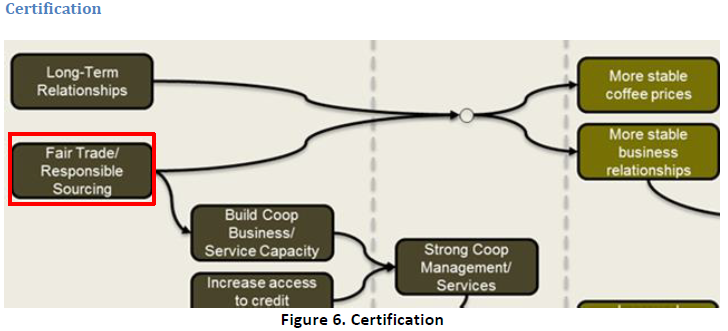 Certification
Long-Term
Relationships
More stable
coffee prices
Fair Trade/
Responsible
Sourcing
More stable
business
relationships
Build Coop
Business/
Service Capacity
Strong Coop
Management/
Services
Increase access
to credit
Figure 6. Certification